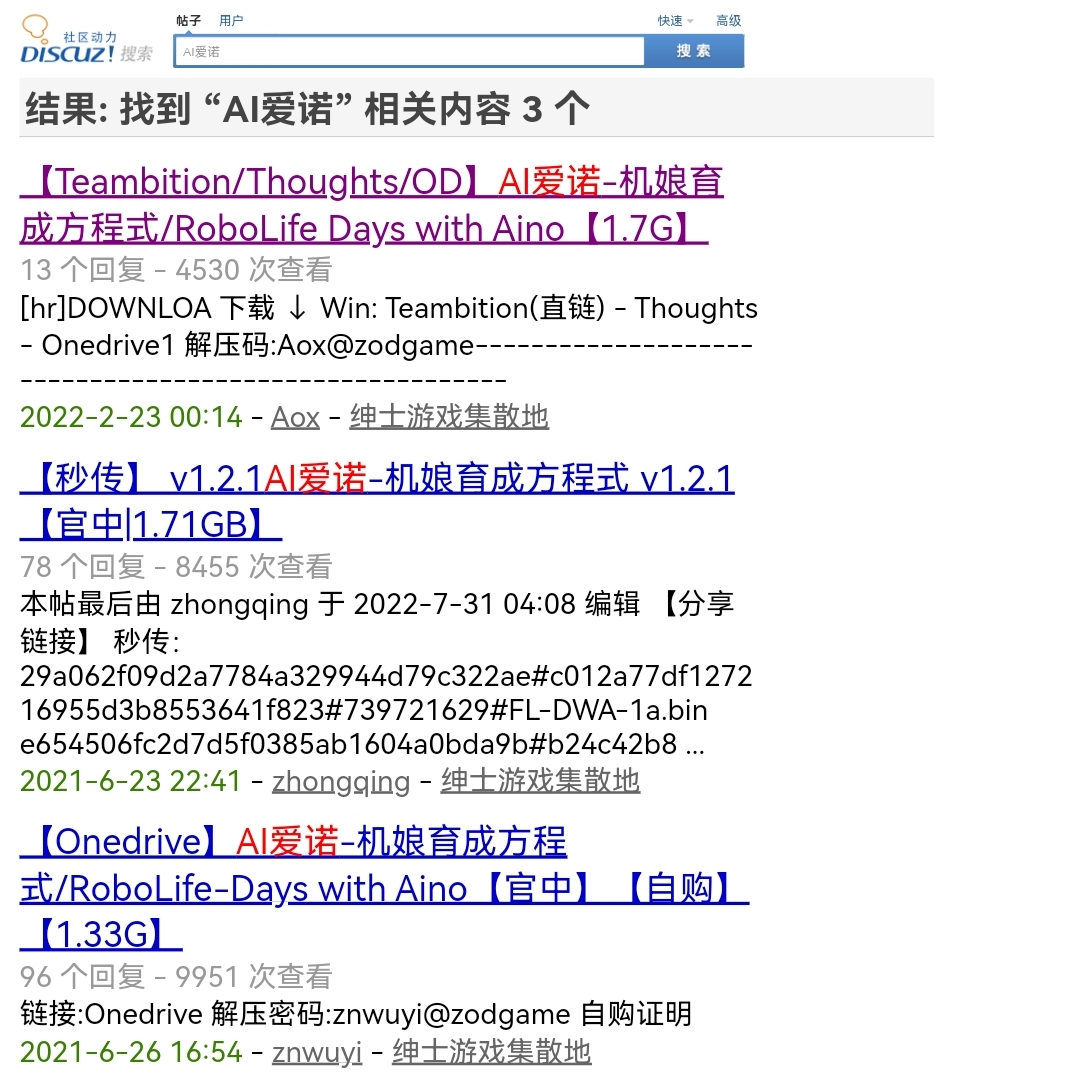 帖子 用户 快速 高级
社区动力
DISCUZ! 搜索
AI爱诺 搜索
结果: 找到 “AI爱诺” 相关内容 3 个
【Teambition/Thoughts/OD】AI爱诺-机娘育
成方程式/RoboLife Days with Aino【1.7G】
13 个回复 - 4530 次查看
[hr]DOWNLOA 下载 ↓ Win: Teambition(直链) - Thoughts
- Onedrive1 解压码:Aox@zodgame--------------------
-----------------------------------
2022-2-23 00:14 - Aox - 绅士游戏集散地
【秒传】 v1.2.1AI爱诺-机娘育成方程式 v1.2.1
【官中|1.71GB】
78 个回复 - 8455 次查看
本帖最后由 zhongqing 于 2022-7-31 04:08 编辑 【分享
链接】 秒传:
29a062f09d2a7784a329944d79c322ae#c012a77df1272
16955d3b8553641f823#739721629#FL-DWA-1a.bin
e654506fc2d7d5f0385ab1604a0bda9b#b24c42b8 ...
2021-6-23 22:41 - zhongqing - 绅士游戏集散地
【Onedrive】AI爱诺-机娘育成方程
式/RoboLife-Days with Aino【官中】 【自购】
【1.33G】
96 个回复 - 9951 次查看
链接:Onedrive 解压密码:znwuyi@zodgame 自购证明
2021-6-26 16:54 - znwuyi - 绅士游戏集散地